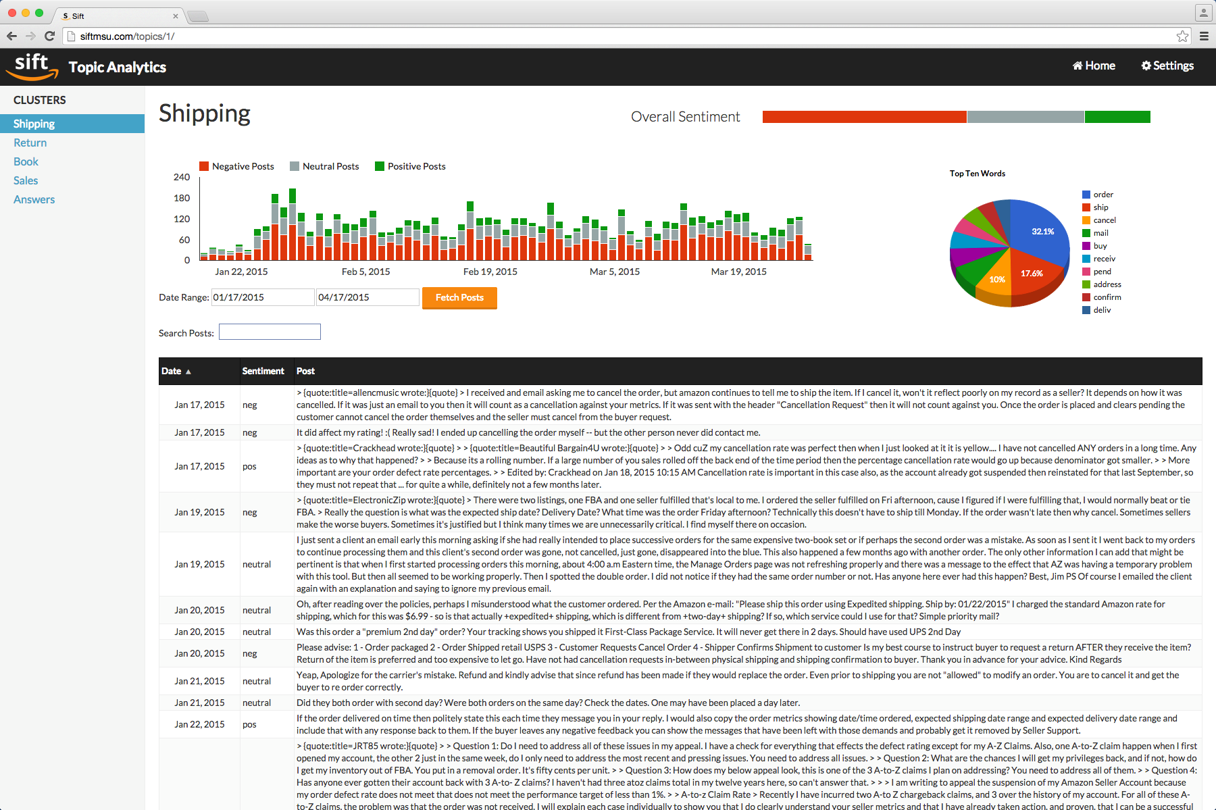 S Sift
siftmsu.com/topics/1/
sift
Topic Analytics
Home
Settings
CLUSTERS
Shipping
Return
Book
Sales
Answers
Shipping
Overall Sentiment
Negative Posts
Neutral Posts
Positive Posts
240
180
120
60
0
Jan 22, 2015
Feb 5, 2015
Feb 19, 2015
Mar 5, 2015
Mar 19, 2015
Top Ten Words
32.1%
17.6%
10%
order
ship
cancel
mail
buy
receiv
pend
address
confirm
deliv
Date Range:
01/17/2015
04/17/2015
Fetch Posts
Search Posts:
Date ▲
Sentiment
Post
Jan 17, 2015
neg
> {quote:title=allencmusic wrote:}{quote} > I received and email asking me to cancel the order, but amazon continues to tell me to ship the item. If I cancel it, won't it reflect poorly on my record as a seller? It depends on how it was
cancelled. If it was just an email to you then it will count as a cancellation against your metrics. If it was sent with the header "Cancellation Request" then it will not count against you. Once the order is placed and clears pending the
customer cannot cancel the order themselves and the seller must cancel from the buyer request.
Jan 17, 2015
neg
It did affect my rating! :( Really sad! I ended up cancelling the order myself -- but the other person never did contact me.
Jan 17, 2015
pos
> {quote:title=Crackhead wrote:}{quote} > > {quote:title=Beautiful Bargain4U wrote:}{quote} > > Odd cuZ my cancellation rate was perfect then when I just looked at it it is yellow.... I have not cancelled ANY orders in a long time. Any
ideas as to why that happened? > > Because its a rolling number. If a large number of you sales rolled off the back end of the time period then the percentage cancellation rate would go up because denominator got smaller. > > More
important are your order defect rate percentages. > > Edited by: Crackhead on Jan 18, 2015 10:15 AM Cancellation rate is important in this case also, as the account already got suspended then reinstated for that last September, so
they must not repeat that ... for quite a while, definitely not a few months later.
Jan 19, 2015
neg
> {quote:title=ElectronicZip wrote:}{quote} > There were two listings, one FBA and one seller fulfilled that's local to me. I ordered the seller fulfilled on Fri afternoon, cause I figured if I were fulfilling that, I would normally beat or tie
FBA. > Really the question is what was the expected ship date? Delivery Date? What time was the order Friday afternoon? Technically this doesn't have to ship till Monday. If the order wasn't late then why cancel. Sometimes sellers
make the worse buyers. Sometimes it's justified but I think many times we are unnecessarily critical. I find myself there on occasion.
Jan 19, 2015
neutral
I just sent a client an email early this morning asking if she had really intended to place successive orders for the same expensive two-book set or if perhaps the second order was a mistake. As soon as I sent it I went back to my orders
to continue processing them and this client's second order was gone, not cancelled, just gone, disappeared into the blue. This also happened a few months ago with another order. The only other information I can add that might be
pertinent is that when I first started processing orders this morning, about 4:00 a.m Eastern time, the Manage Orders page was not refreshing properly and there was a message to the effect that AZ was having a temporary problem
with this tool. But then all seemed to be working properly. Then I spotted the double order. I did not notice if they had the same order number or not. Has anyone here ever had this happen? Best, Jim PS Of course I emailed the client
again with an explanation and saying to ignore my previous email.
Jan 20, 2015
neutral
Oh, after reading over the policies, perhaps I misunderstood what the customer ordered. Per the Amazon e-mail: "Please ship this order using Expedited shipping. Ship by: 01/22/2015" I charged the standard Amazon rate for
shipping, which for this was $6.99 - so is that actually +expedited+ shipping, which is different from +two-day+ shipping? If so, which service could I use for that? Simple priority mail?
Jan 20, 2015
neutral
Was this order a "premium 2nd day" order? Your tracking shows you shipped it First-Class Package Service. It will never get there in 2 days. Should have used UPS 2nd Day
Jan 20, 2015
neg
Please advise: 1 - Order packaged 2 - Order Shipped retail USPS 3 - Customer Requests Cancel Order 4 - Shipper Confirms Shipment to customer Is my best course to instruct buyer to request a return AFTER they receive the item?
Return of the item is preferred and too expensive to let go. Have not had cancellation requests in-between physical shipping and shipping confirmation to buyer. Thank you in advance for your advice. Kind Regards
Jan 21, 2015
neutral
Yeap, Apologize for the carrier's mistake. Refund and kindly advise that since refund has been made if they would replace the order. Even prior to shipping you are not "allowed" to modify an order. You are to cancel it and get the
buyer to re order correctly.
Jan 21, 2015
neutral
Did they both order with second day? Were both orders on the same day? Check the dates. One may have been placed a day later.
Jan 22, 2015
pos
If the order delivered on time then politely state this each time they message you in your reply. I would also copy the order metrics showing date/time ordered, expected shipping date range and expected delivery date range and
include that with any response back to them. If the buyer leaves any negative feedback you can show the messages that have been left with those demands and probably get it removed by Seller Support.
> {quote:title=JRT85 wrote:}{quote} > > Question 1: Do I need to address all of these issues in my appeal. I have a check for everything that effects the defect rating except for my A-Z Claims. Also, one A-to-Z claim happen when I first
opened my account, the other 2 just in the same week, do I only need to address the most recent and pressing issues. You need to address all issues. > > Question 2: What are the chances I will get my privileges back, and if not, how do
I get my inventory out of FBA. You put in a removal order. It's fifty cents per unit. > > Question 3: How does my below appeal look, this is one of the 3 A-to-Z claims I plan on addressing? You need to address all of them. > > Question 4:
Has anyone ever gotten their account back with 3 A-to- Z claims? I haven't had three atoz claims total in my twelve years here, so can't answer that. > > > I am writing to appeal the suspension of my Amazon Seller Account because
my order defect rate does not meet that does not meet the performance target of less than 1%. > > A-to-z Claim Rate > Recently I have incurred two A-to-Z chargeback claims, and 3 over the history of my account. For all of these A-
to-Z claims, the problem was that the order was not received. I will explain each case individually to show you that I do clearly understand your seller metrics and that I have already taken action, and proven, that I can be a successful